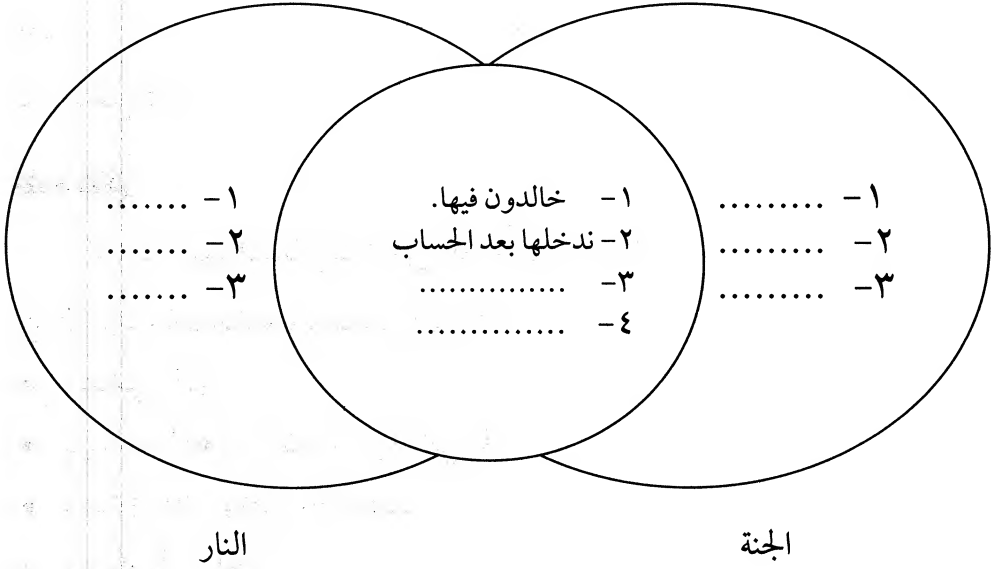 ١- .........
٢- .........
٣- .........
١- خالدون فيها.
٢- ندخلها بعد الحساب
٣- ...............
٤- ...............
١- .......
٢- .......
٣- .......
الجنة
النار